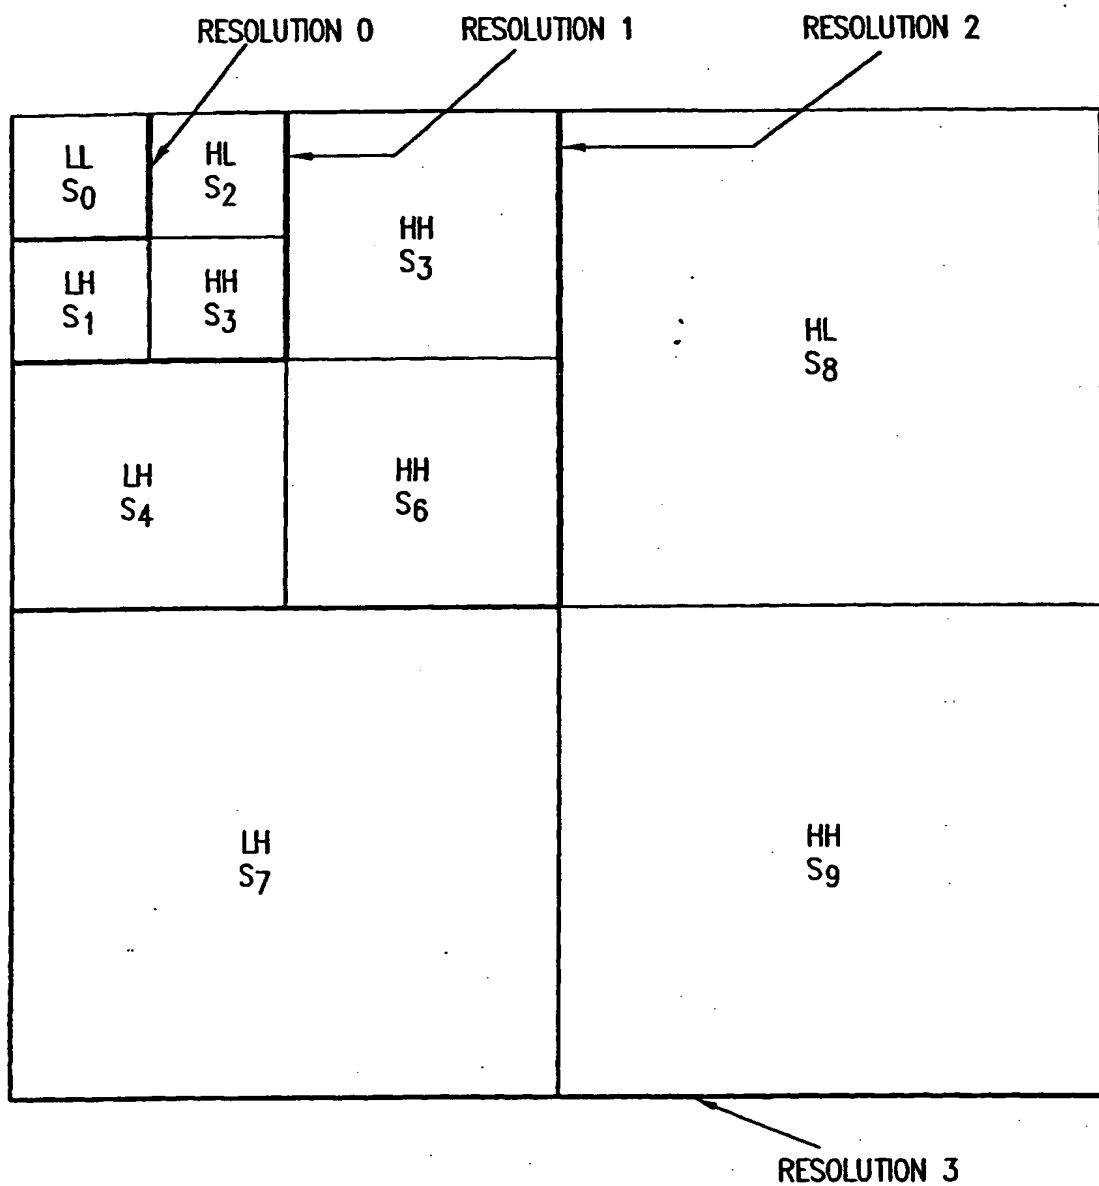 RESOLUTION 0
RESOLUTION 1
RESOLUTION 2
LL
S0
HL
S2
HH
S3
LH
S1
HH
S3
HL
S8
LH
S4
HH
S6
LH
S7
HH
S9
RESOLUTION 3